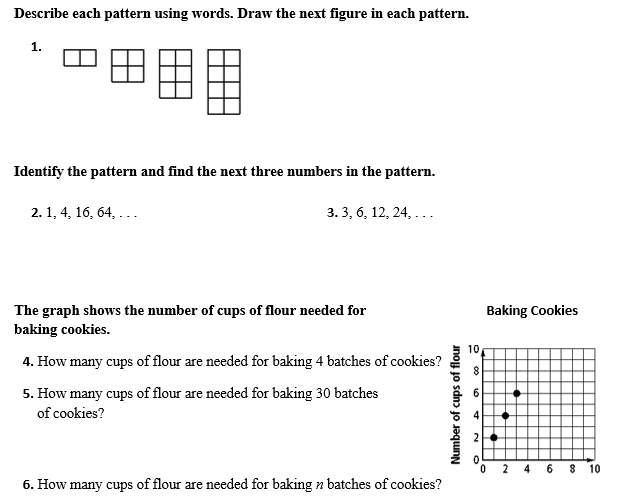 Describe each pattern using words. Draw the next figure in each pattern.
1.
Identify the pattern and find the next three numbers in the pattern.
2. 1, 4, 16, 64, . . .
3. 3, 6, 12, 24, . . .
The graph shows the number of cups of flour needed for
baking cookies.
4. How many cups of flour are needed for baking 4 batches of cookies?
5. How many cups of flour are needed for baking 30 batches
of cookies?
6. How many cups of flour are needed for baking n batches of cookies?
Baking Cookies
Number of cups of flour
10
8
6
4
2
0
0 2 4 6 8 10